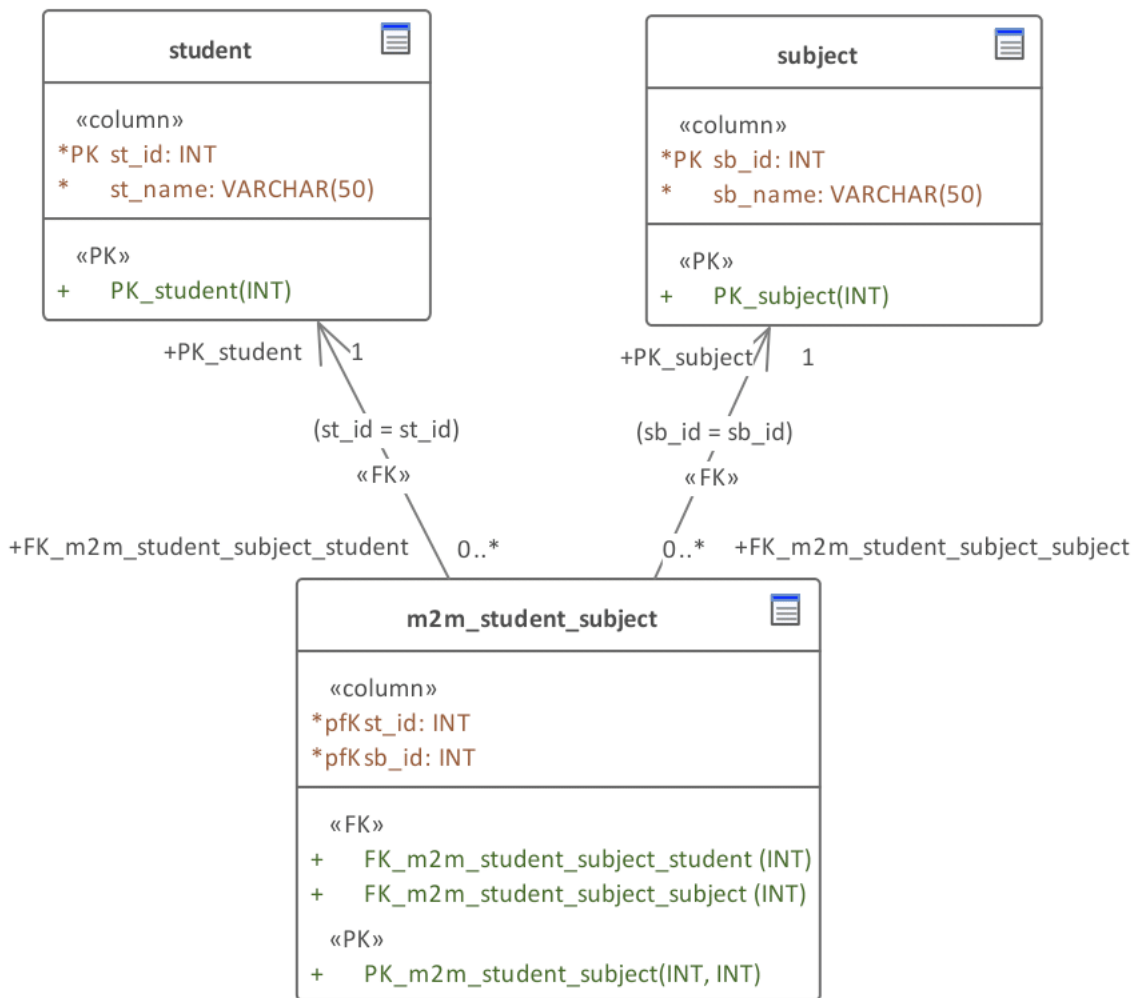 student
«column»
*PK st_id: INT
* st_name: VARCHAR(50)
«PK»
+ PK_student(INT)
subject
«column»
*PK sb_id: INT
* sb_name: VARCHAR(50)
«PK»
+ PK_subject(INT)
+PK_student 1
(st_id = st_id)
«FK»
+FK_m2m_student_subject_student 0..*
+PK_subject 1
(sb_id = sb_id)
«FK»
0..* +FK_m2m_student_subject_subject
m2m_student_subject
«column»
*pfK st_id: INT
*pfK sb_id: INT
«FK»
+ FK_m2m_student_subject_student (INT)
+ FK_m2m_student_subject_subject (INT)
«PK»
+ PK_m2m_student_subject(INT, INT)